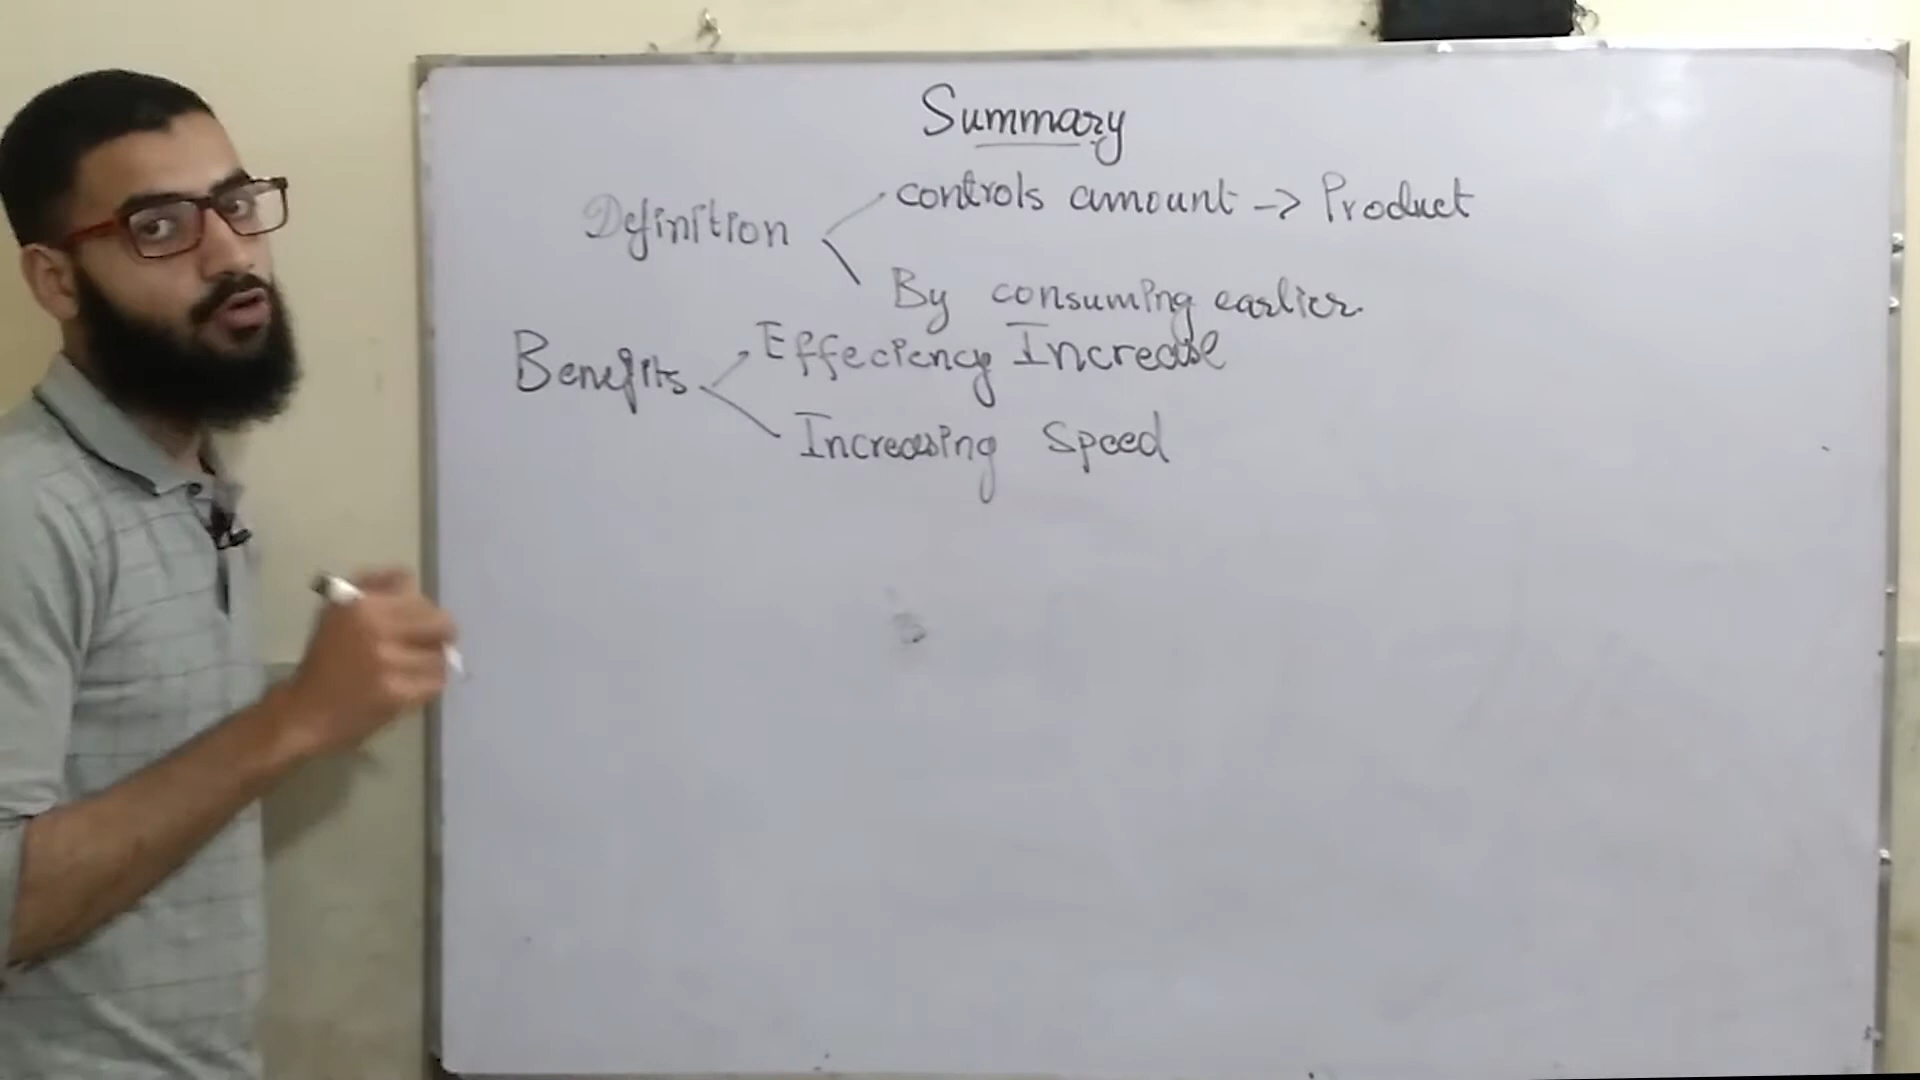 Summary
Definition
controls amount -> Product
By consuming earlier.
Benefits
Effeciency Increase
Increasing Speed